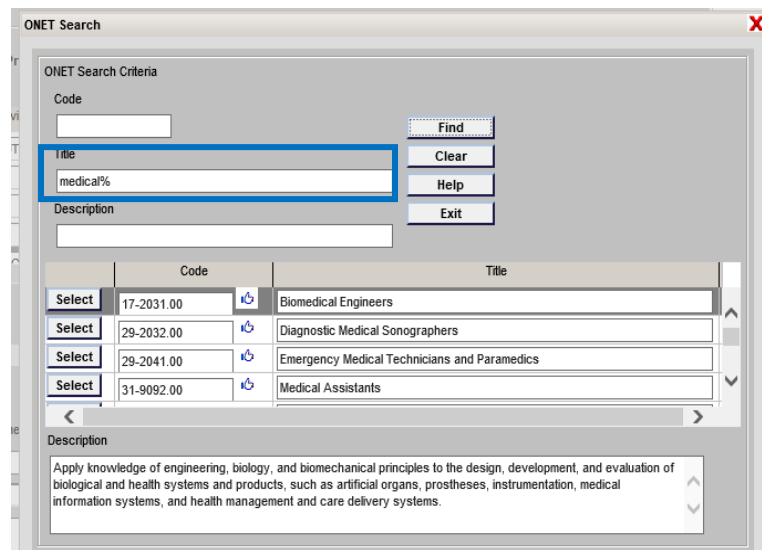 ONET Search
X
ONET Search Criteria
Code
Find
Title
Clear
medical%
Help
Description
Exit
Code Title
Select 17-2031.00 Biomedical Engineers
Select 29-2032.00 Diagnostic Medical Sonographers
Select 29-2041.00 Emergency Medical Technicians and Paramedics
Select 31-9092.00 Medical Assistants
Description
Apply knowledge of engineering, biology, and biomechanical principles to the design, development, and evaluation of
biological and health systems and products, such as artificial organs, prostheses, instrumentation, medical
information systems, and health management and care delivery systems.